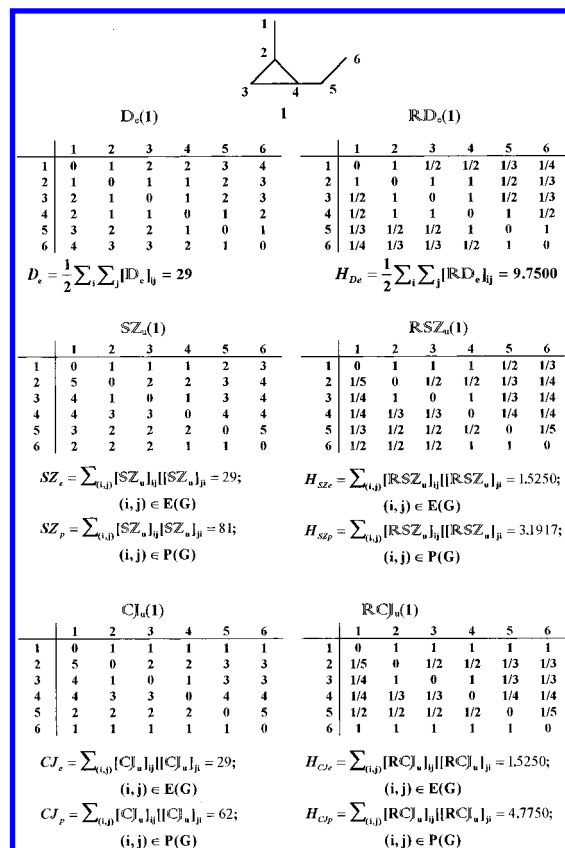 1
2
6
3 4 5
1
𝔻ₑ(1)
1 2 3 4 5 6
1 0 1 2 2 3 4
2 1 0 1 1 2 3
3 2 1 0 1 2 3
4 2 1 1 0 1 2
5 3 2 2 1 0 1
6 4 3 3 2 1 0
Dₑ = 1/2 ∑ᵢ ∑ⱼ [𝔻ₑ]ᵢⱼ = 29
ℝ𝔻ₑ(1)
1 2 3 4 5 6
1 0 1 1/2 1/2 1/3 1/4
2 1 0 1 1 1/2 1/3
3 1/2 1 0 1 1/2 1/3
4 1/2 1 1 0 1 1/2
5 1/3 1/2 1/2 1 0 1
6 1/4 1/3 1/3 1/2 1 0
H_De = 1/2 ∑ᵢ ∑ⱼ [ℝ𝔻ₑ]ᵢⱼ = 9.7500
𝕊ℤᵤ(1)
1 2 3 4 5 6
1 0 1 1 1 2 3
2 5 0 2 2 3 4
3 4 1 0 1 3 4
4 4 3 3 0 4 4
5 3 2 2 2 0 5
6 2 2 2 1 1 0
SZₑ = ∑(i,j) [𝕊ℤᵤ]ᵢⱼ[[𝕊ℤᵤ]ⱼᵢ = 29;
(i, j) ∈ E(G)
SZₚ = ∑(i,j) [𝕊ℤᵤ]ᵢⱼ[𝕊ℤᵤ]ⱼᵢ = 81;
(i, j) ∈ P(G)
ℝ𝕊ℤᵤ(1)
1 2 3 4 5 6
1 0 1 1 1 1/2 1/3
2 1/5 0 1/2 1/2 1/3 1/4
3 1/4 1 0 1 1/3 1/4
4 1/4 1/3 1/3 0 1/4 1/4
5 1/3 1/2 1/2 1/2 0 1/5
6 1/2 1/2 1/2 1 1 0
H_SZe = ∑(i,j) [ℝ𝕊ℤᵤ]ᵢⱼ[[ℝ𝕊ℤᵤ]ⱼᵢ = 1.5250;
(i, j) ∈ E(G)
H_SZp = ∑(i,j) [ℝ𝕊ℤᵤ]ᵢⱼ[[ℝ𝕊ℤᵤ]ⱼᵢ = 3.1917;
(i, j) ∈ P(G)
ℂ𝕁ᵤ(1)
1 2 3 4 5 6
1 0 1 1 1 1 1
2 5 0 2 2 3 3
3 4 1 0 1 3 3
4 4 3 3 0 4 4
5 2 2 2 2 0 5
6 1 1 1 1 1 0
CJₑ = ∑(i,j) [ℂ𝕁ᵤ]ᵢⱼ[[ℂ𝕁ᵤ]ⱼᵢ = 29;
(i, j) ∈ E(G)
CJₚ = ∑(i,j) [ℂ𝕁ᵤ]ᵢⱼ[[ℂ𝕁ᵤ]ⱼᵢ = 62;
(i, j) ∈ P(G)
ℝℂ𝕁ᵤ(1)
1 2 3 4 5 6
1 0 1 1 1 1 1
2 1/5 0 1/2 1/2 1/3 1/3
3 1/4 1 0 1 1/3 1/3
4 1/4 1/3 1/3 0 1/4 1/4
5 1/2 1/2 1/2 1/2 0 1/5
6 1 1 1 1 1 0
H_CJe = ∑(i,j) [ℝℂ𝕁ᵤ]ᵢⱼ[[ℝℂ𝕁ᵤ]ⱼᵢ = 1.5250;
(i, j) ∈ E(G)
H_CJp = ∑(i,j) [ℝℂ𝕁ᵤ]ᵢⱼ[[ℝℂ𝕁ᵤ]ⱼᵢ = 4.7750;
(i, j) ∈ P(G)